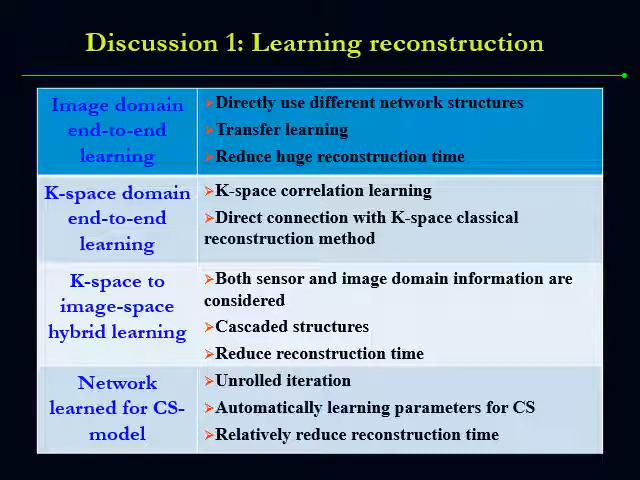 Discussion 1: Learning reconstruction
Image domain
end-to-end
learning
➢Directly use different network structures
➢Transfer learning
➢Reduce huge reconstruction time
K-space domain
end-to-end
learning
➢K-space correlation learning
➢Direct connection with K-space classical
reconstruction method
K-space to
image-space
hybrid learning
➢Both sensor and image domain information are
considered
➢Cascaded structures
➢Reduce reconstruction time
Network
learned for CS-
model
➢Unrolled iteration
➢Automatically learning parameters for CS
➢Relatively reduce reconstruction time